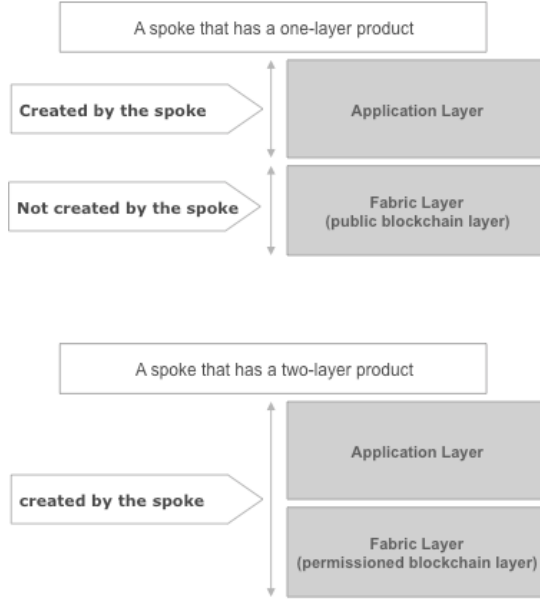 A spoke that has a one-layer product
Created by the spoke
Application Layer
Not created by the spoke
Fabric Layer
(public blockchain layer)
A spoke that has a two-layer product
Application Layer
created by the spoke
Fabric Layer
(permissioned blockchain layer)